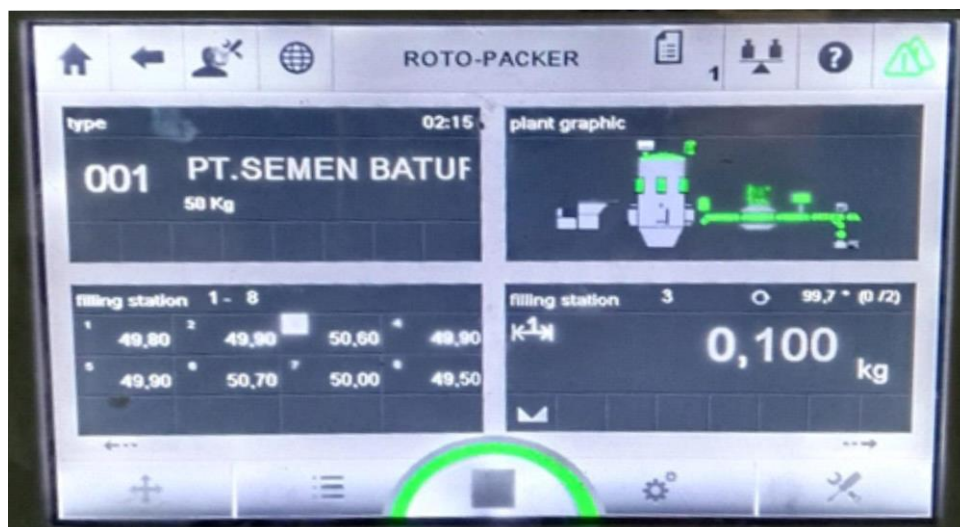 ROTO-PACKER
1
type 02:15
001 PT.SEMEN BATUR
50 Kg
plant graphic
filling station 1 - 8
1 49,80 2 49,90 50,60 4 49,90
5 49,90 6 50,70 7 50,00 8 49,50
filling station 3 99,7 * (0 /2)
1
0,100 kg